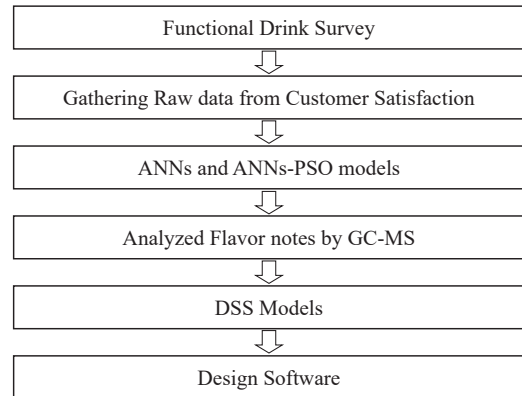 Functional Drink Survey
Gathering Raw data from Customer Satisfaction
ANNs and ANNs-PSO models
Analyzed Flavor notes by GC-MS
DSS Models
Design Software